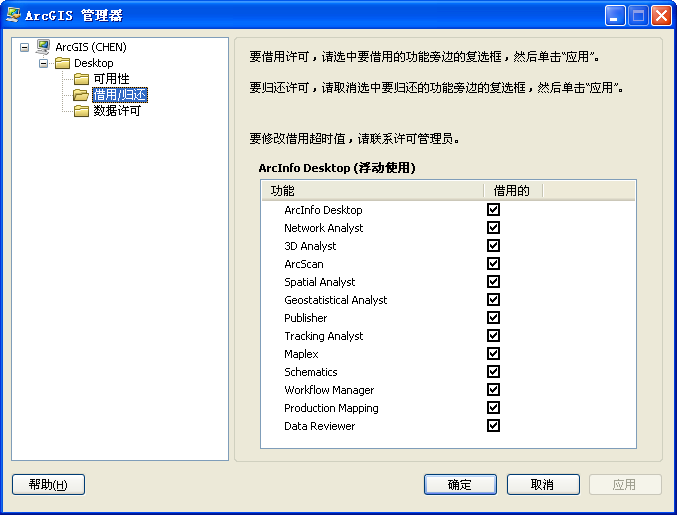 ArcGIS 管理器
ArcGIS (CHEN)
Desktop
可用性
借用/归还
数据许可
要借用许可，请选中要借用的功能旁边的复选框，然后单击“应用”。
要归还许可，请取消选中要归还的功能旁边的复选框，然后单击“应用”。
要修改借用超时值，请联系许可管理员。
ArcInfo Desktop (浮动使用)
功能 借用的
ArcInfo Desktop
Network Analyst
3D Analyst
ArcScan
Spatial Analyst
Geostatistical Analyst
Publisher
Tracking Analyst
Maplex
Schematics
Workflow Manager
Production Mapping
Data Reviewer
帮助(H) 确定 取消 应用